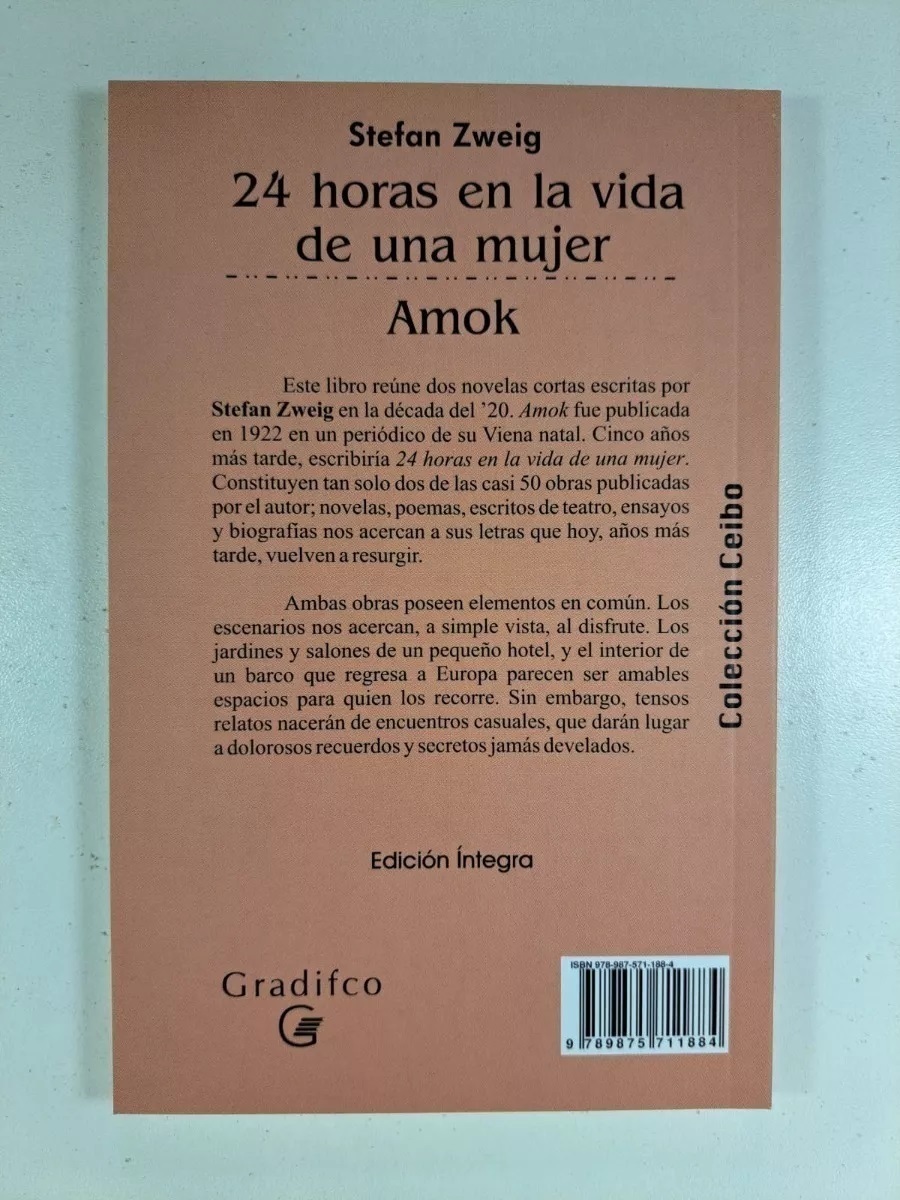 Stefan Zweig
24 horas en la vida
de una mujer
Amok
Este libro reúne dos novelas cortas escritas por
Stefan Zweig en la década del ’20. Amok fue publicada
en 1922 en un periódico de su Viena natal. Cinco años
más tarde, escribiría 24 horas en la vida de una mujer.
Constituyen tan solo dos de las casi 50 obras publicadas
por el autor; novelas, poemas, escritos de teatro, ensayos
y biografías nos acercan a sus letras que hoy, años más
tarde, vuelven a resurgir.
Ambas obras poseen elementos en común. Los
escenarios nos acercan, a simple vista, al disfrute. Los
jardines y salones de un pequeño hotel, y el interior de
un barco que regresa a Europa parecen ser amables
espacios para quien los recorre. Sin embargo, tensos
relatos nacerán de encuentros casuales, que darán lugar
a dolorosos recuerdos y secretos jamás develados.
Colección Ceibo
Edición Íntegra
Gradifco
ISBN 978-987-571-188-4
9 789875 711884